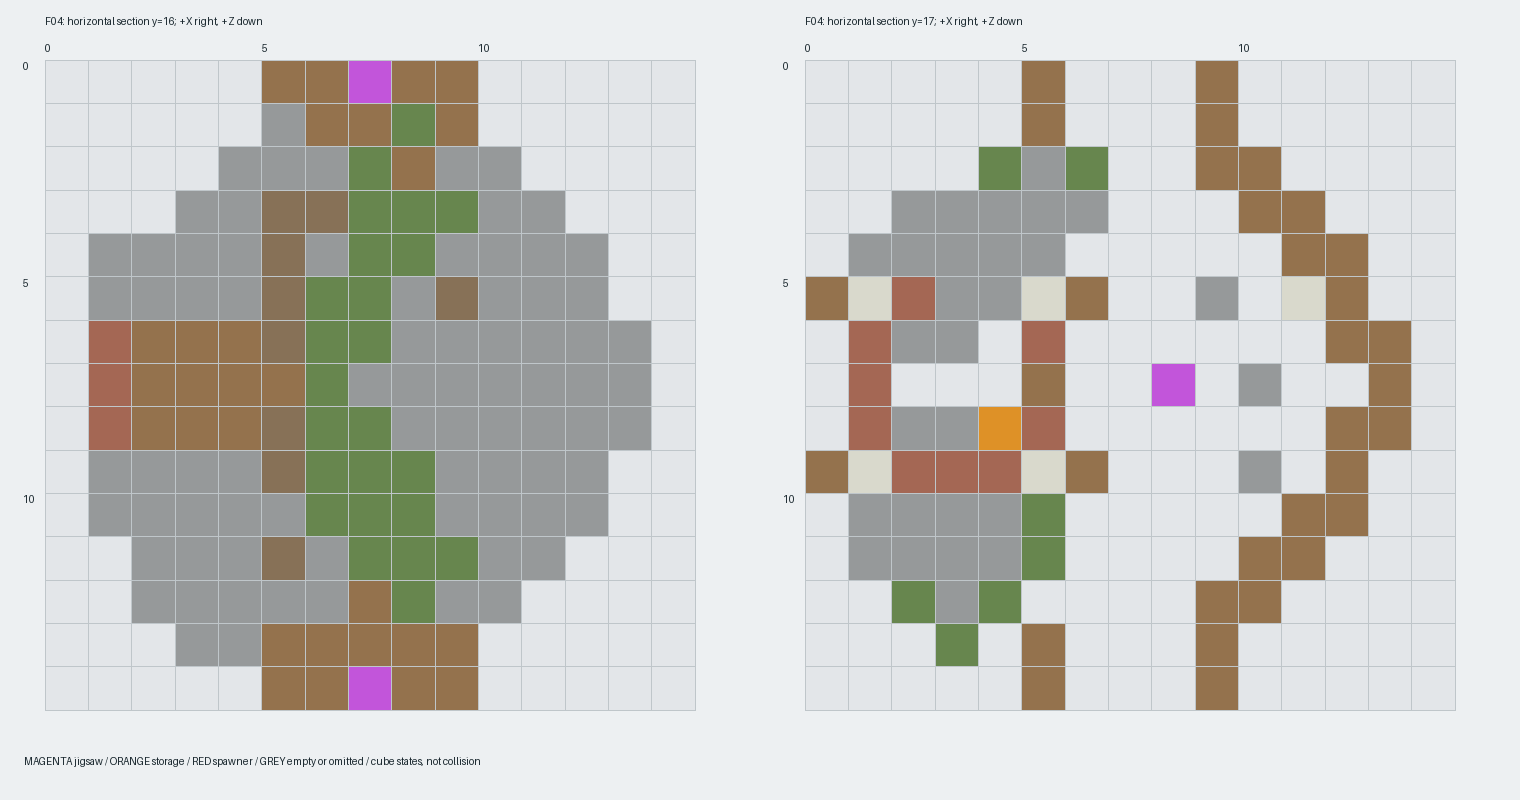 F04: horizontal section y=16; +X right, +Z down
F04: horizontal section y=17; +X right, +Z down
0 5 10
0 5 10
0 0
5 5
10 10
MAGENTA jigsaw / ORANGE storage / RED spawner / GREY empty or omitted / cube states, not collision